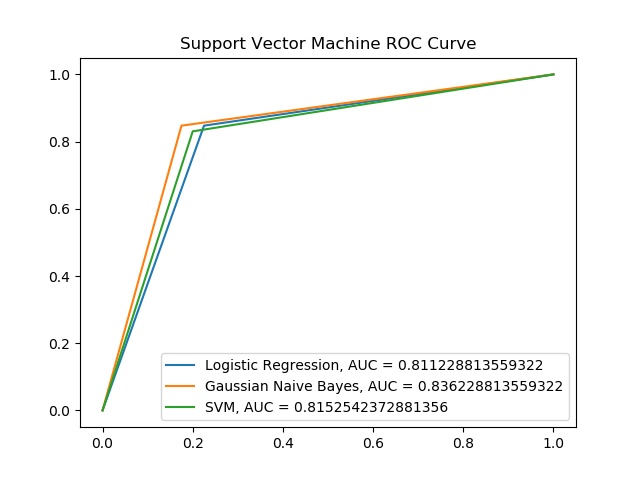 Support Vector Machine ROC Curve
1.0
0.8
0.6
0.4
0.2
0.0
Logistic Regression, AUC = 0.811228813559322
Gaussian Naive Bayes, AUC = 0.836228813559322
SVM, AUC = 0.8152542372881356
0.0 0.2 0.4 0.6 0.8 1.0